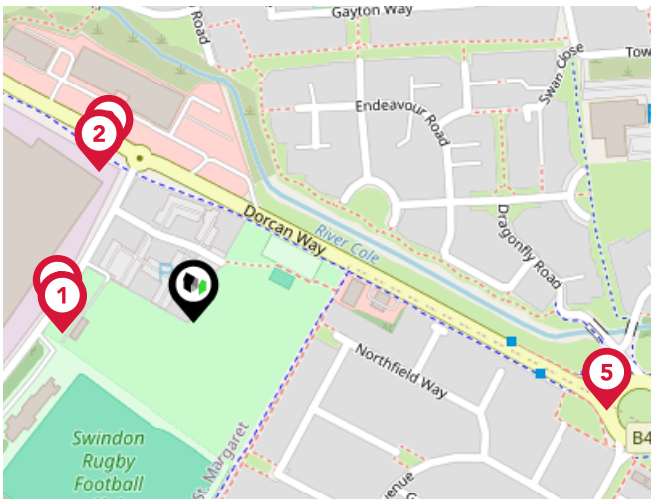 Gayton Way
Road
Swan Close
Tow
Endeavour Road
2
Dorcan Way
River Cole
Dragonfly Road
P
1
Northfield Way
5
B4
Swindon
Rugby
Football
St. Margaret
enue